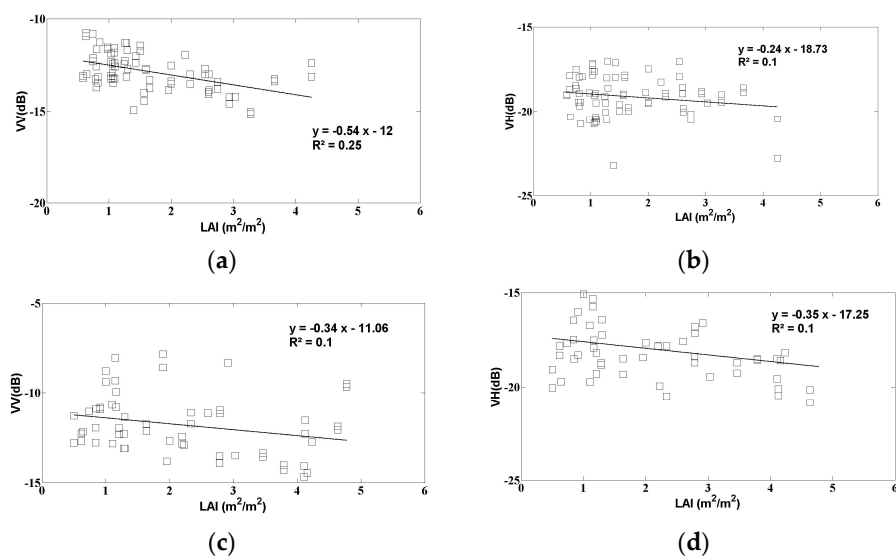 -10
-15
-20
VV(dB)
y = -0.54 x - 12
R² = 0.25
0 1 2 3 4 5 6
LAI (m²/m²)
(a)
-15
-20
-25
VH(dB)
y = -0.24 x - 18.73
R² = 0.1
0 1 2 3 4 5 6
LAI (m²/m²)
(b)
-5
-10
-15
VV(dB)
y = -0.34 x - 11.06
R² = 0.1
0 1 2 3 4 5 6
LAI (m²/m²)
(c)
-15
-20
-25
VH(dB)
y = -0.35 x - 17.25
R² = 0.1
0 1 2 3 4 5 6
LAI (m²/m²)
(d)